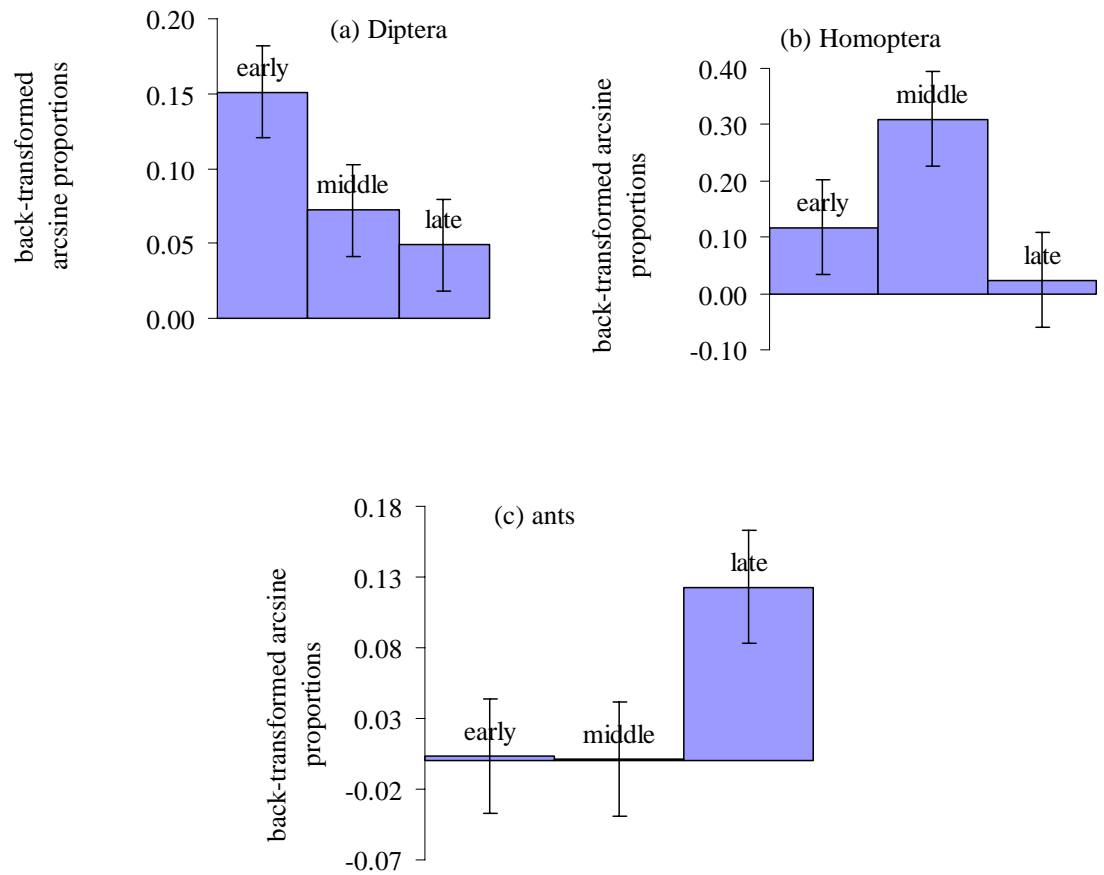 (a) Diptera
back-transformed
arcsine proportions
0.20
0.15
0.10
0.05
0.00
early
middle
late
(b) Homoptera
back-transformed arcsine
proportions
0.40
0.30
0.20
0.10
0.00
-0.10
early
middle
late
(c) ants
back-transformed arcsine
proportions
0.18
0.13
0.08
0.03
-0.02
-0.07
early
middle
late